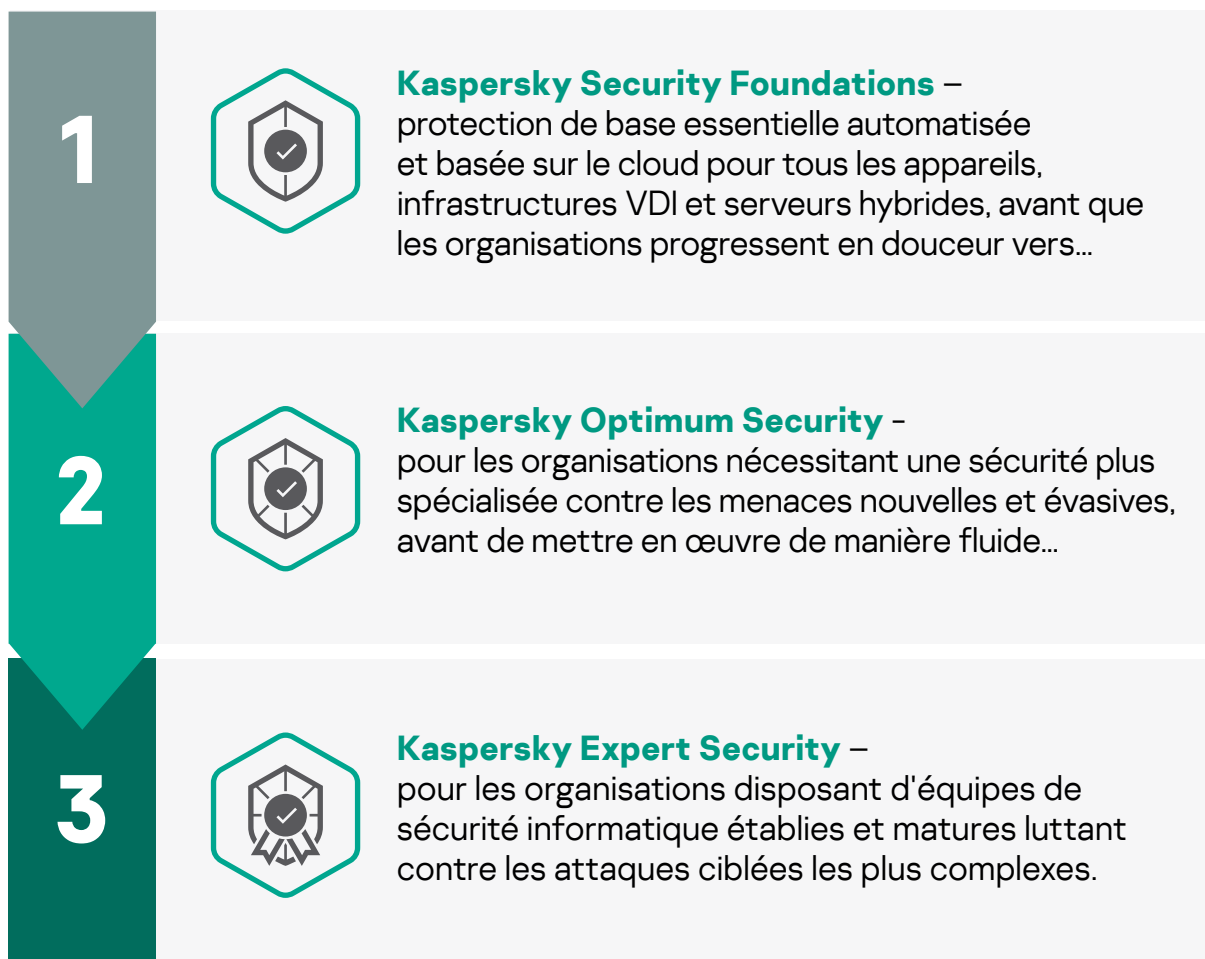 1
Kaspersky Security Foundations –
protection de base essentielle automatisée
et basée sur le cloud pour tous les appareils,
infrastructures VDI et serveurs hybrides, avant que
les organisations progressent en douceur vers...
2
Kaspersky Optimum Security -
pour les organisations nécessitant une sécurité plus
spécialisée contre les menaces nouvelles et évasives,
avant de mettre en œuvre de manière fluide...
3
Kaspersky Expert Security –
pour les organisations disposant d'équipes de
sécurité informatique établies et matures luttant
contre les attaques ciblées les plus complexes.